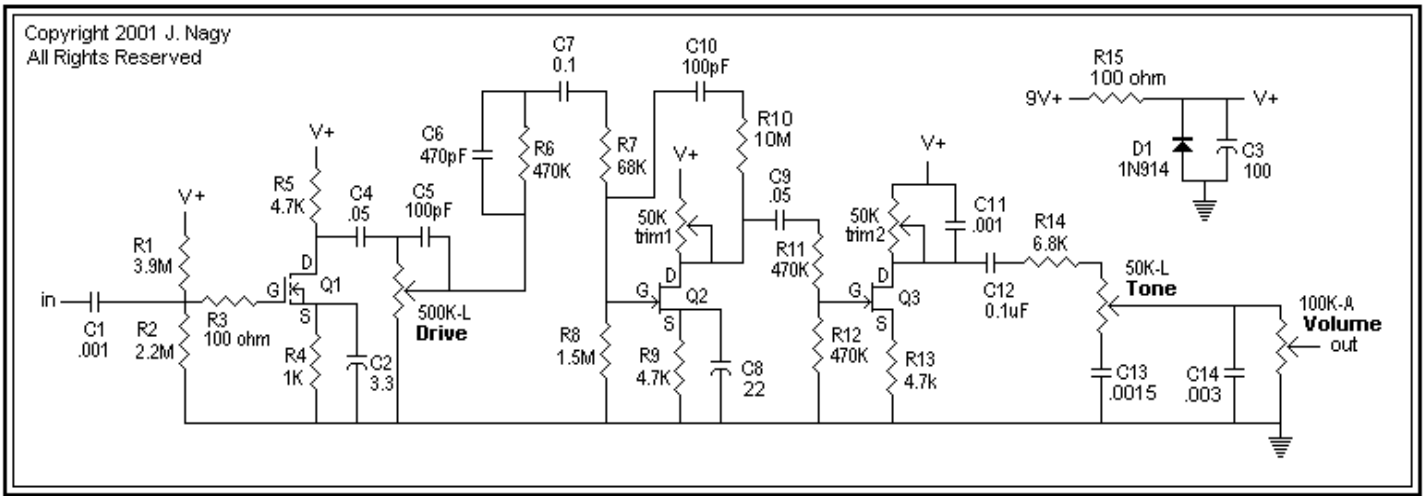 Copyright 2001 J. Nagy
All Rights Reserved
C7
0.1
C10
100pF
R15
100 ohm
9V+
V+
D1
1N914
C3
100
V+
C6
470pF
R6
470K
R7
68K
V+
R10
10M
V+
R5
4.7K
C4
.05
C5
100pF
C9
.05
V+
50K
trim1
50K
trim2
C11
.001
R14
6.8K
R1
3.9M
D
Q1
G
S
R11
470K
50K-L
Tone
in
C1
.001
R3
100 ohm
500K-L
Drive
D
Q2
G
S
D
Q3
G
S
C12
0.1uF
100K-A
Volume
out
R2
2.2M
R4
1K
C2
3.3
R8
1.5M
R9
4.7K
C8
22
R12
470K
R13
4.7k
C13
.0015
C14
.003